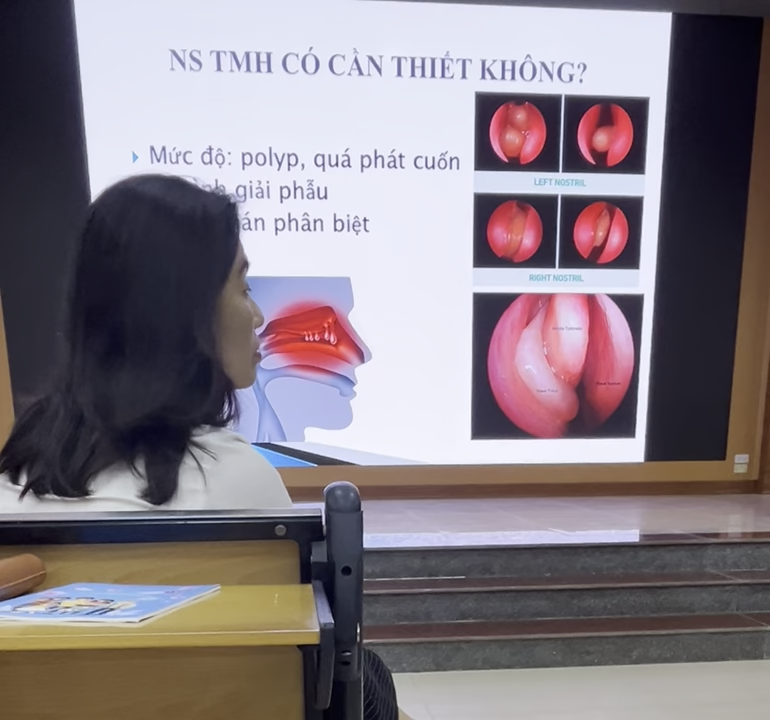 NS TMH CÓ CẦN THIẾT KHÔNG?
Mức độ: polyp, quá phát cuốn
giải phẫu
án phân biệt
LEFT NOSTRIL
RIGHT NOSTRIL